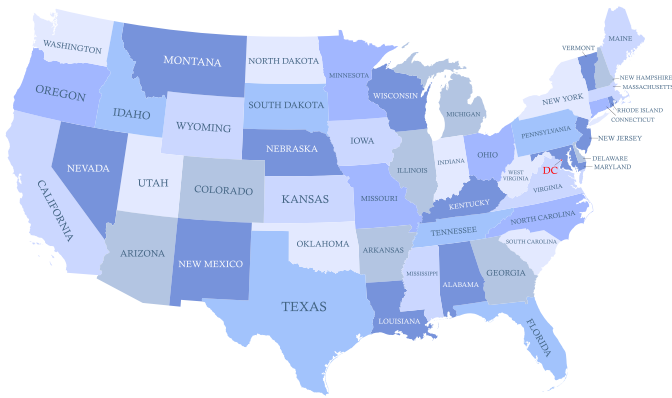 MAINE
VERMONT
WASHINGTON
MONTANA
NORTH DAKOTA
MINNESOTA
NEW HAMPSHIRE
MASSACHUSETTS
OREGON
IDAHO
SOUTH DAKOTA
WISCONSIN
MICHIGAN
NEW YORK
RHODE ISLAND
CONNECTICUT
WYOMING
IOWA
PENNSYLVANIA
NEW JERSEY
NEBRASKA
NEVADA
UTAH
COLORADO
KANSAS
MISSOURI
ILLINOIS
INDIANA
OHIO
DELAWARE
MARYLAND
DC
WEST
VIRGINIA
VIRGINIA
CALIFORNIA
KENTUCKY
NORTH CAROLINA
TENNESSEE
SOUTH CAROLINA
ARIZONA
NEW MEXICO
OKLAHOMA
ARKANSAS
MISSISSIPPI
ALABAMA
GEORGIA
TEXAS
LOUISIANA
FLORIDA